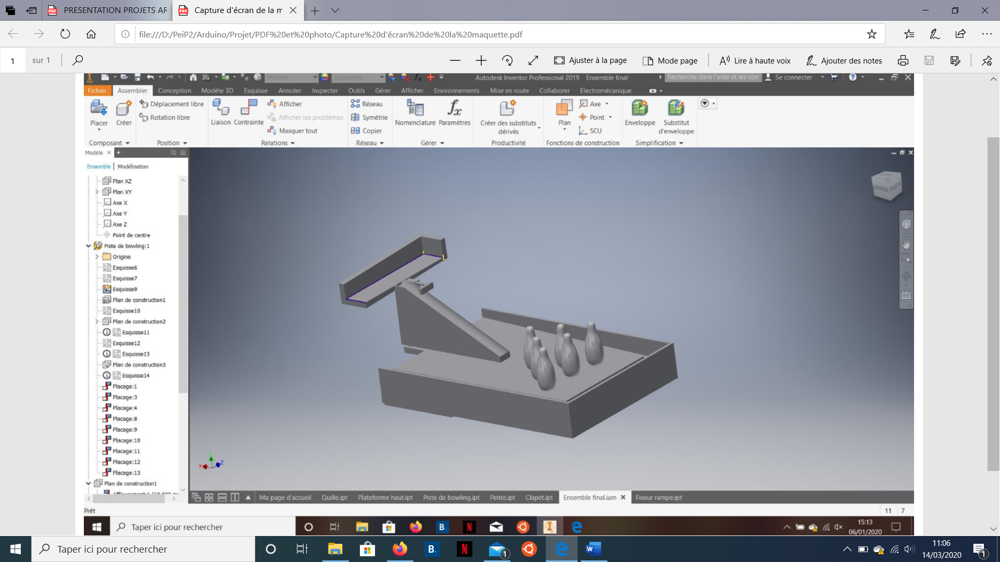 PRESENTATION PROJETS AR
Capture d'écran de la m
file:///D:/PeiP2/Arduino/Projet/PDF%20et%20photo/Capture%20d'écran%20de%20la%20maquette.pdf
1 sur 1
Ajuster à la page
Mode page
Lire à haute voix
Ajouter des notes
Matière
Apparence
Autodesk Inventor Professional 2019 Ensemble final
Recherche dans l'aide et les com
Se connecter
PRO
Fichier Assembler Conception Modèle 3D Esquisse Annoter Inspecter Outils Gérer Afficher Environnements Mise en route Collaborer Electromécanique
Placer
Créer
Déplacement libre
Rotation libre
Liaison
Contrainte
Afficher
Afficher les problèmes
Masquer tout
Réseau
Symétrie
Copier
Nomenclature
fx
Paramètres
Créer des substituts
dérivés
Plan
Axe
Point
SCU
Enveloppe
Substitut
d'enveloppe
Composant Position Relations Réseau Gérer Productivité Fonctions de construction Simplification
Modèle
Ensemble Modélisation
Plan XZ
Plan XY
Axe X
Axe Y
Axe Z
Point de centre
Piste de bowling:1
Origine
Esquisse6
Esquisse7
Esquisse9
Plan de construction1
Esquisse10
Plan de construction2
Esquisse11
Esquisse12
Esquisse13
Plan de construction3
Esquisse14
Placage:1
Placage:3
Placage:4
Placage:8
Placage:9
Placage:10
Placage:11
Placage:12
Placage:13
Plan de construction1
ARRIÈRE GAUCHE
X Y Z
Ma page d'accueil Quille.ipt Plateforme haut.ipt Piste de bowling.ipt Pente.ipt Clapet.ipt Ensemble final.iam Fixeur rampe.ipt
Prêt
11 7
Taper ici pour rechercher
B.
N
15:13
06/01/2020
Taper ici pour rechercher
B.
N
1
W
11:06
14/03/2020
1